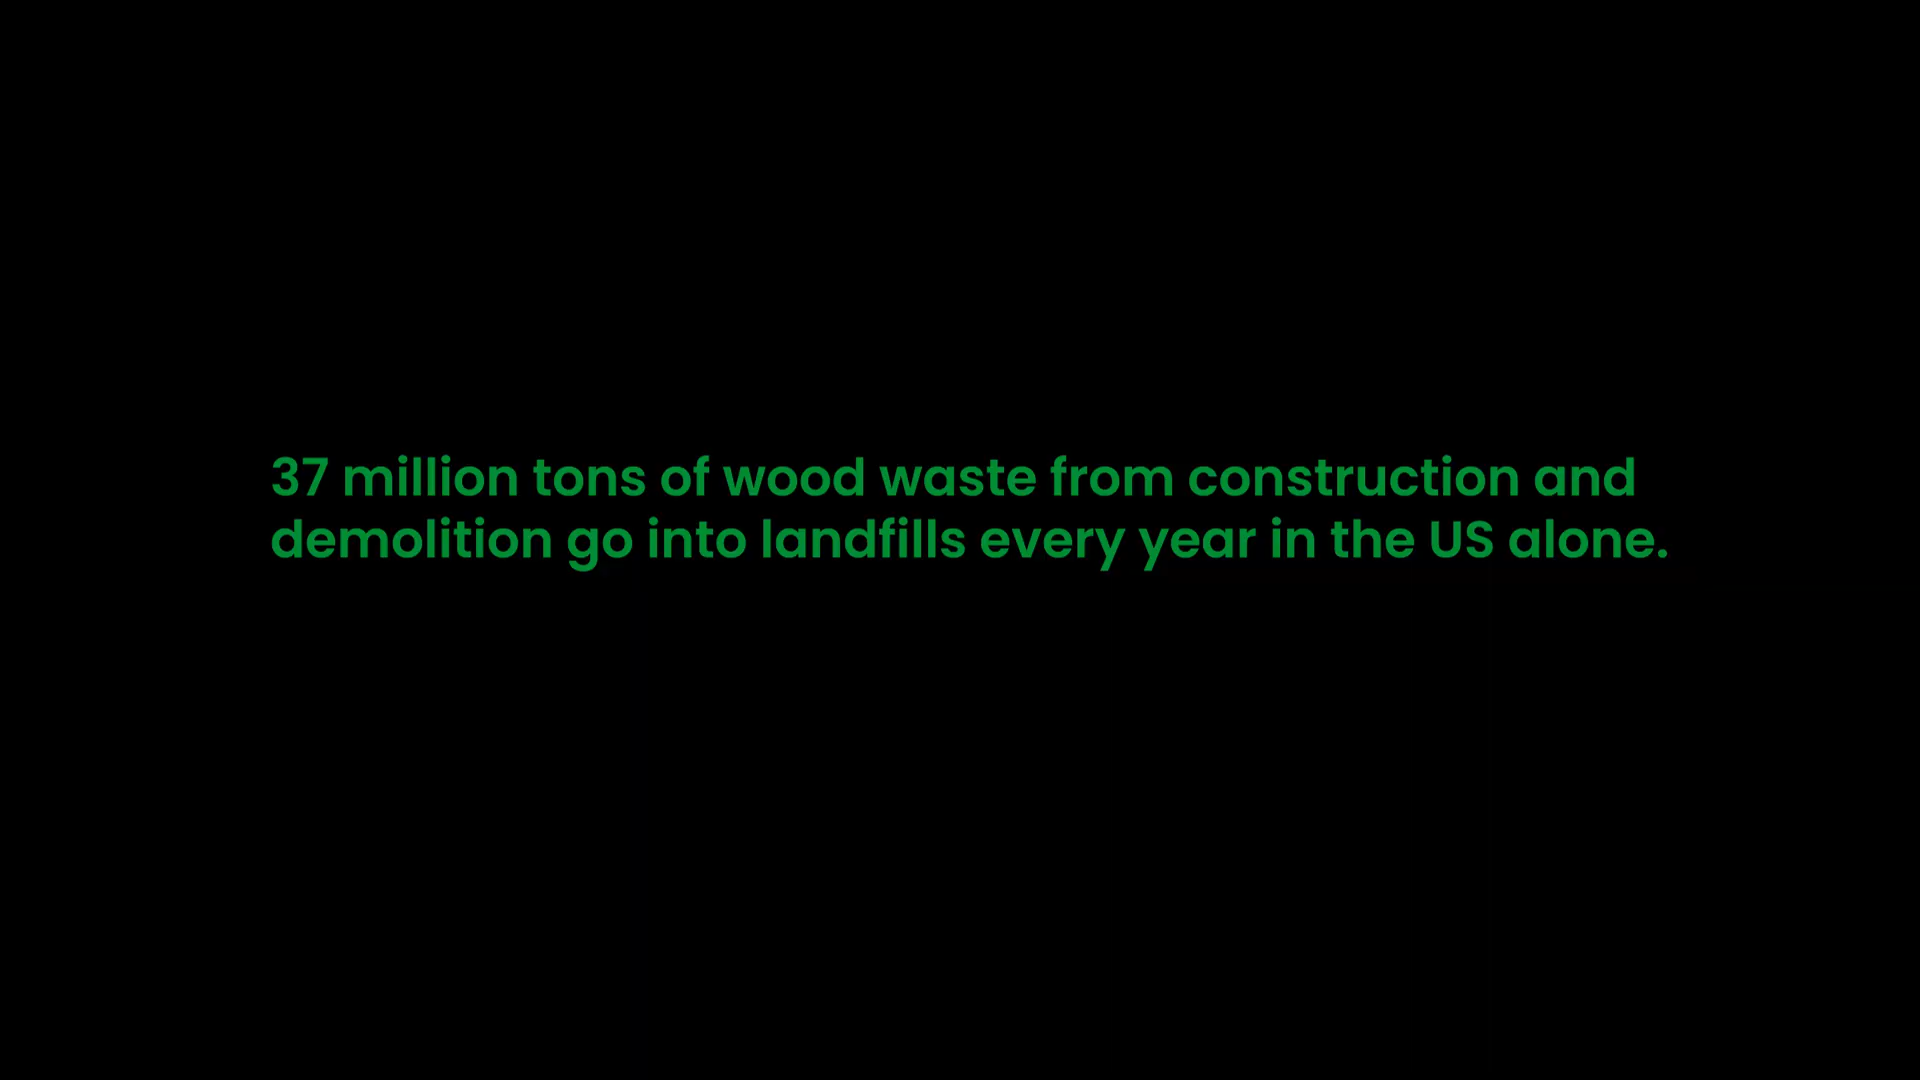 37 million tons of wood waste from construction and
demolition go into landfills every year in the US alone.